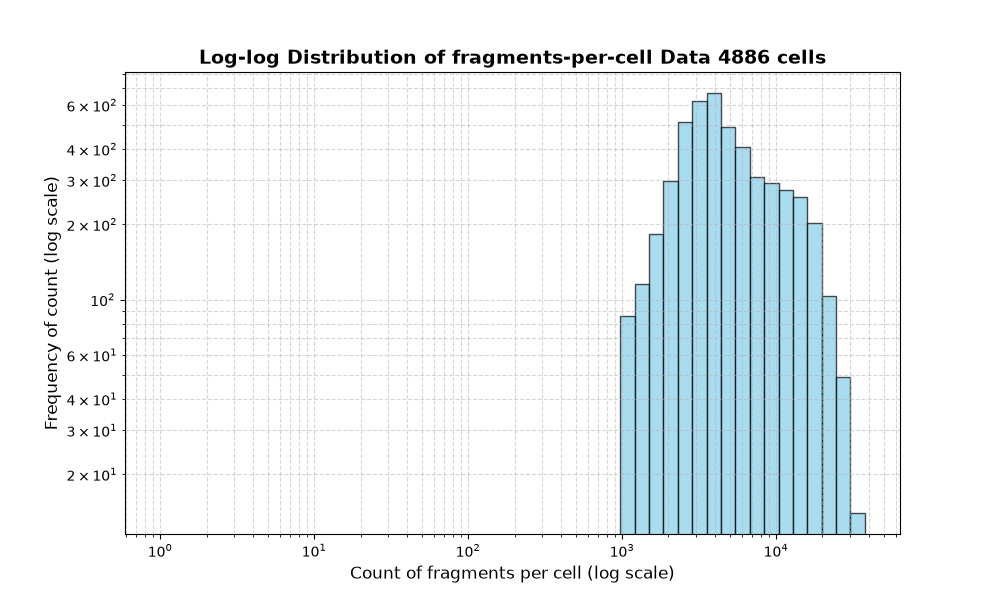 Log-log Distribution of fragments-per-cell Data 4886 cells
Frequency of count (log scale)
6 × 10²
4 × 10²
3 × 10²
2 × 10²
10²
6 × 10¹
4 × 10¹
3 × 10¹
2 × 10¹
10⁰ 10¹ 10² 10³ 10⁴
Count of fragments per cell (log scale)